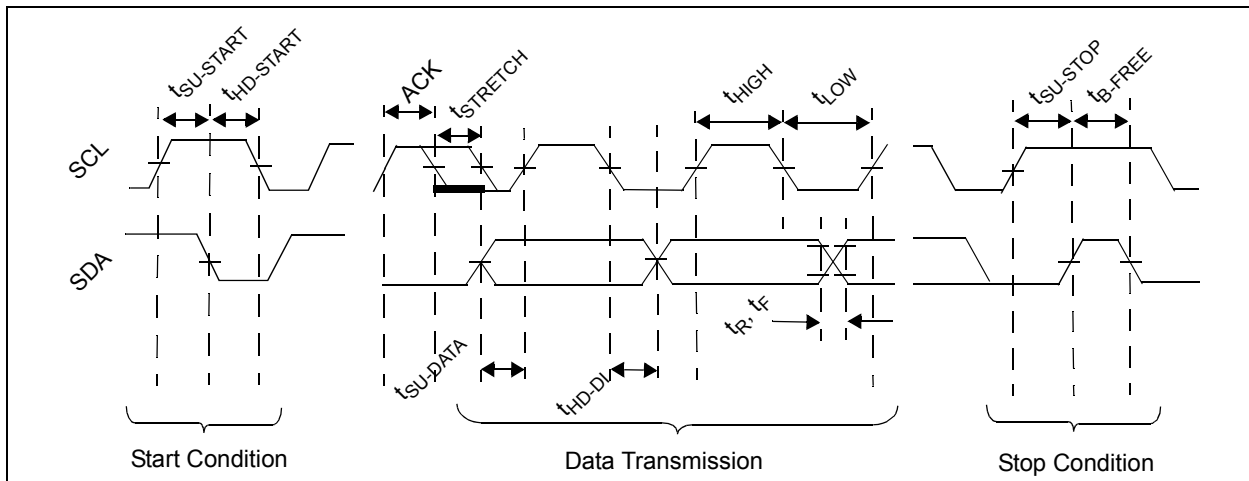 tSU-START
tHD-START
ACK
tSTRETCH
tHIGH
tLOW
tSU-STOP
tB-FREE
SCL
SDA
tR, tF
tSU-DATA
tHD-DI
Start Condition
Data Transmission
Stop Condition